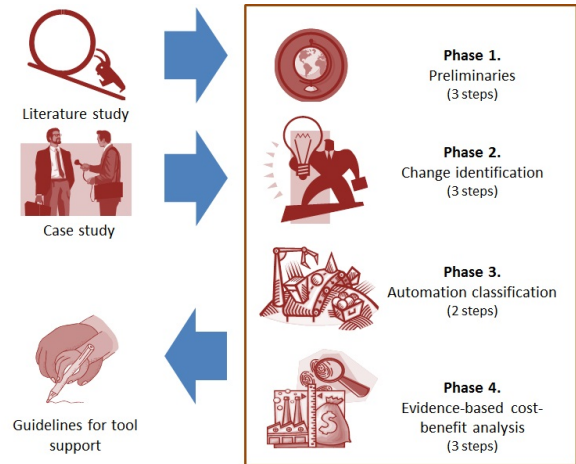 Literature study
Case study
Guidelines for tool
support
Phase 1.
Preliminaries
(3 steps)
Phase 2.
Change identification
(3 steps)
Phase 3.
Automation classification
(2 steps)
Phase 4.
Evidence-based cost-
benefit analysis
(3 steps)
$